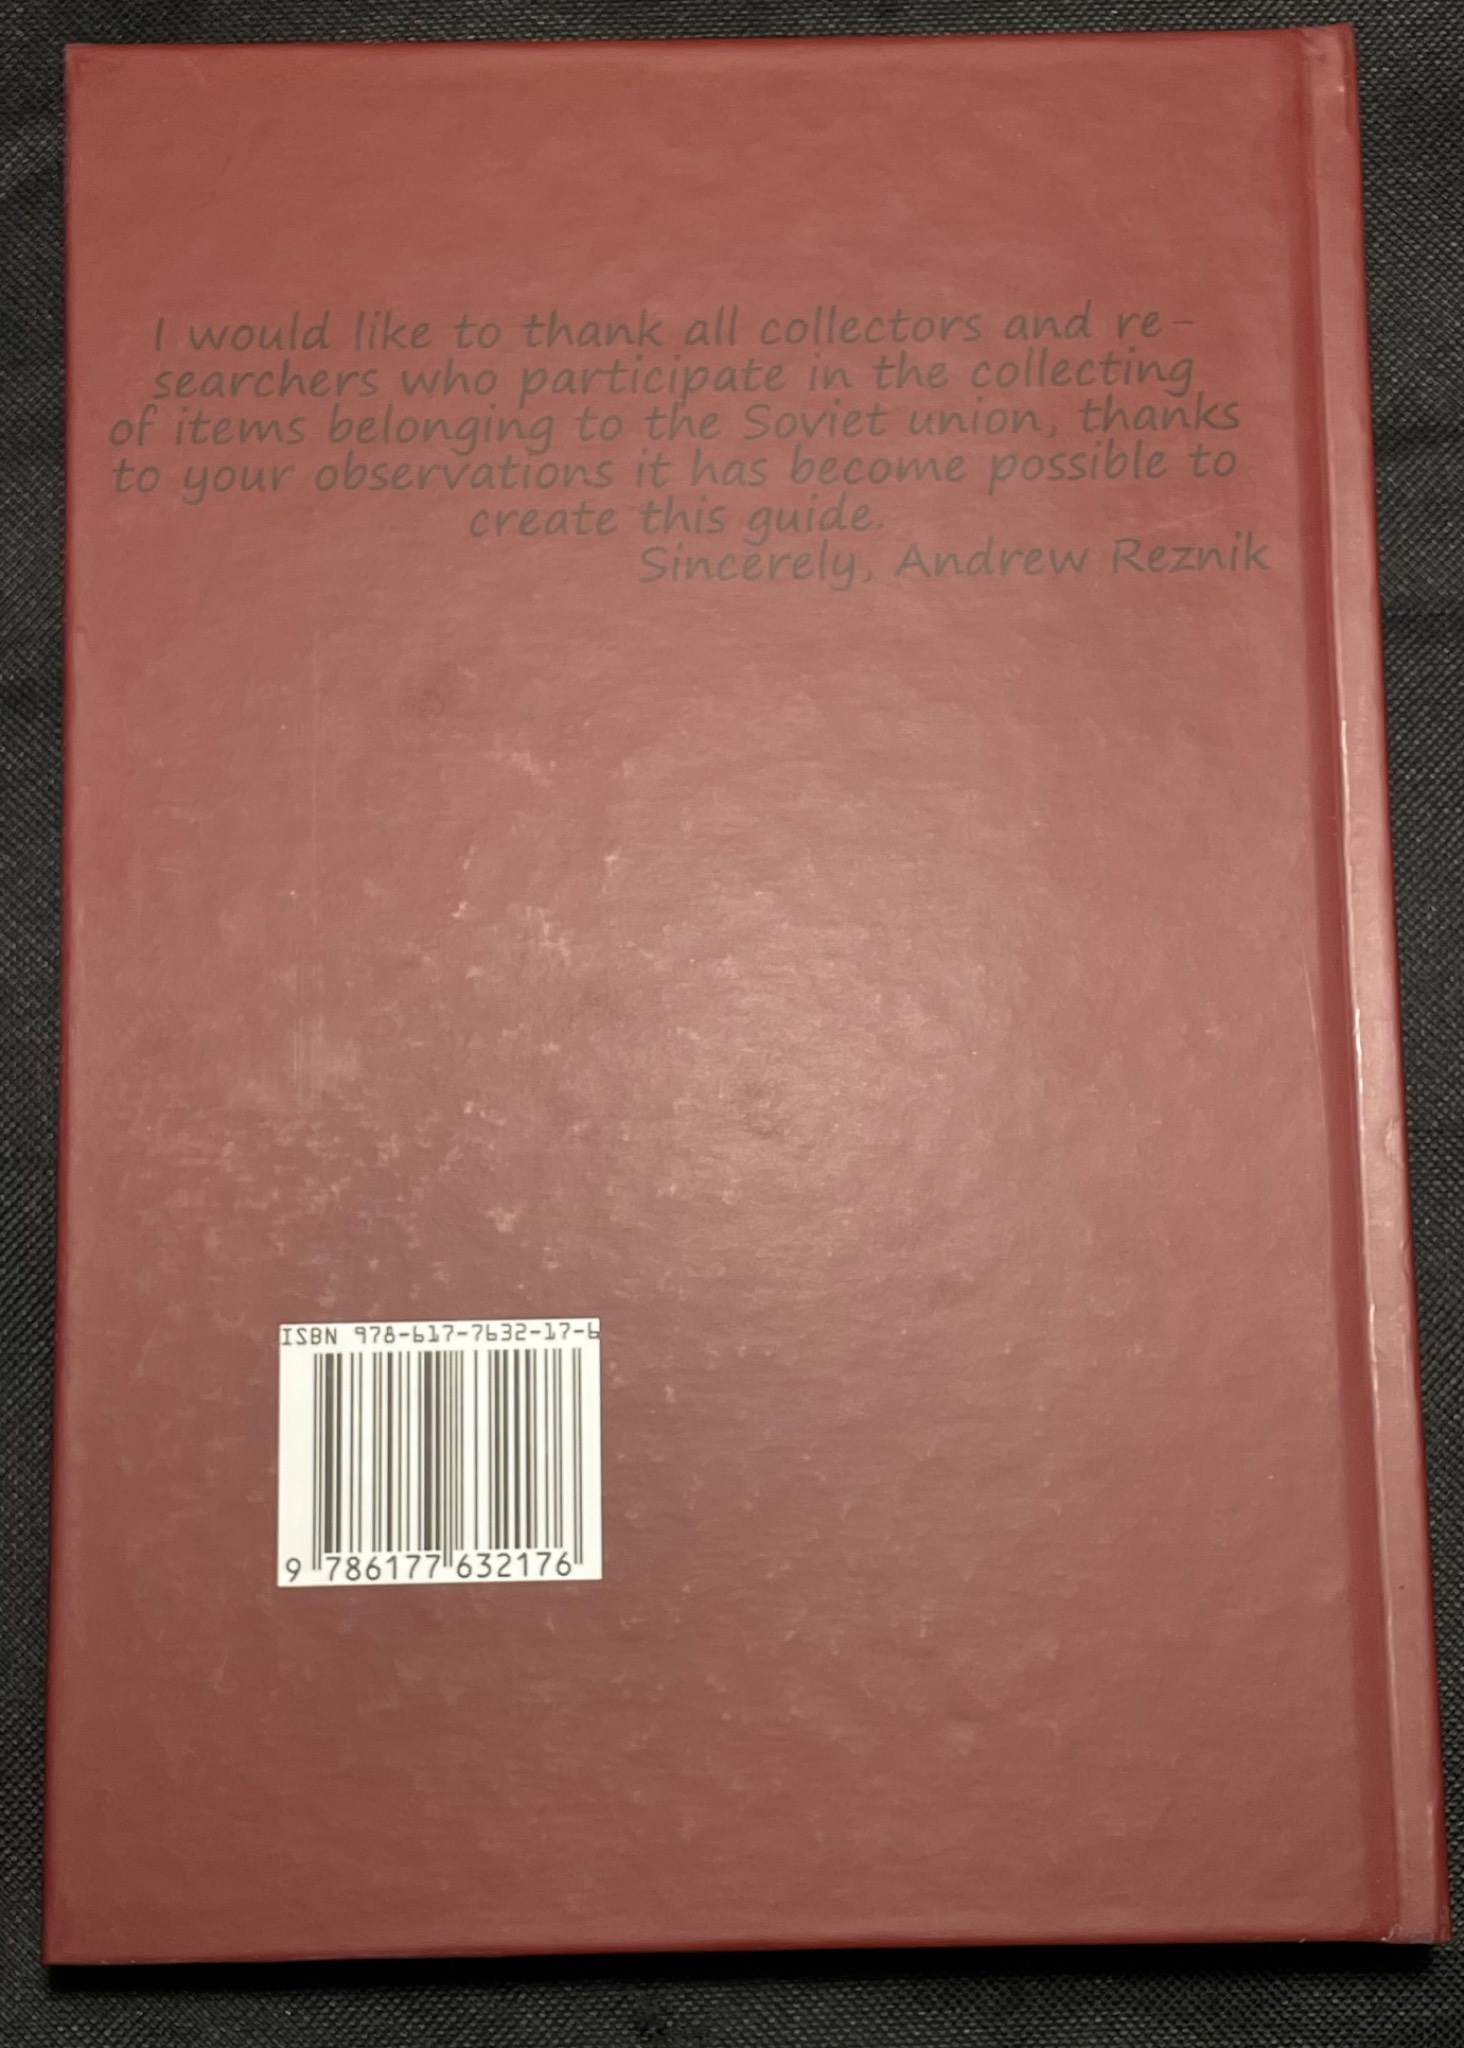 I would like to thank all collectors and re-
searchers who participate in the collecting
of items belonging to the Soviet union, thanks
to your observations it has become possible to
create this guide.
Sincerely, Andrew Reznik
ISBN 978-617-7632-17-6
9 786177 632176